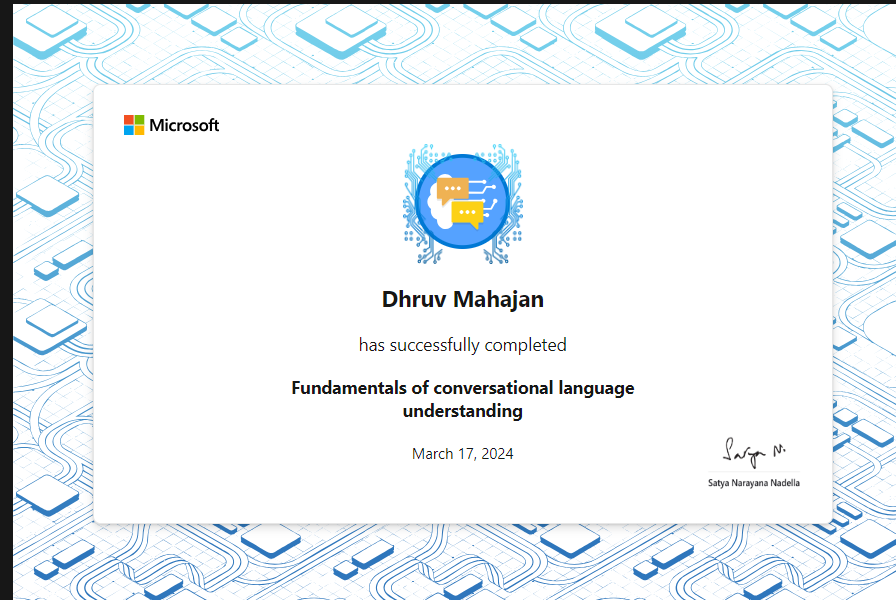 Microsoft
Dhruv Mahajan
has successfully completed
Fundamentals of conversational language
understanding
March 17, 2024
Satya N.
Satya Narayana Nadella